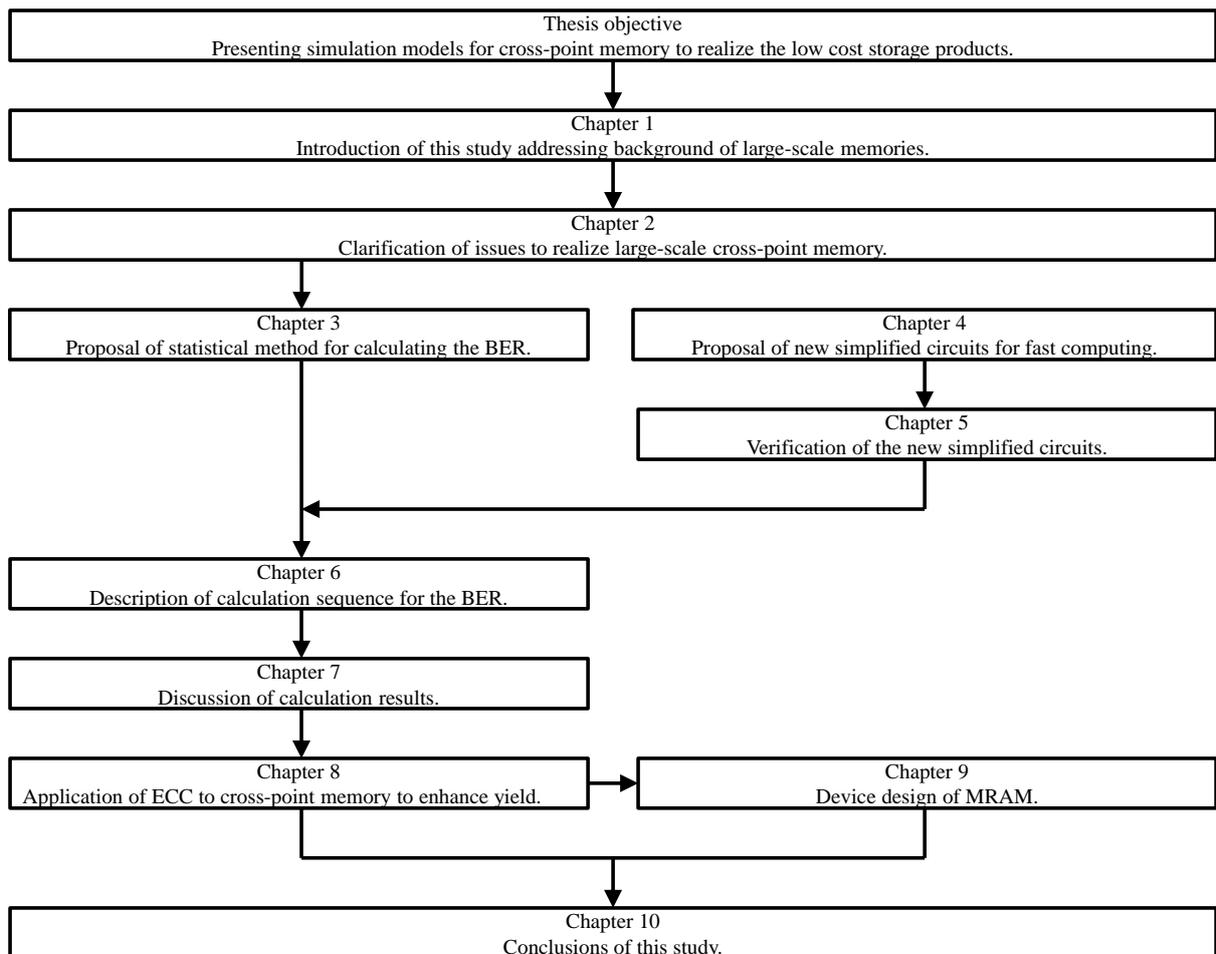 Thesis objective
Presenting simulation models for cross-point memory to realize the low cost storage products.
Chapter 1
Introduction of this study addressing background of large-scale memories.
Chapter 2
Clarification of issues to realize large-scale cross-point memory.
Chapter 3
Proposal of statistical method for calculating the BER.
Chapter 4
Proposal of new simplified circuits for fast computing.
Chapter 5
Verification of the new simplified circuits.
Chapter 6
Description of calculation sequence for the BER.
Chapter 7
Discussion of calculation results.
Chapter 8
Application of ECC to cross-point memory to enhance yield.
Chapter 9
Device design of MRAM.
Chapter 10
Conclusions of this study.